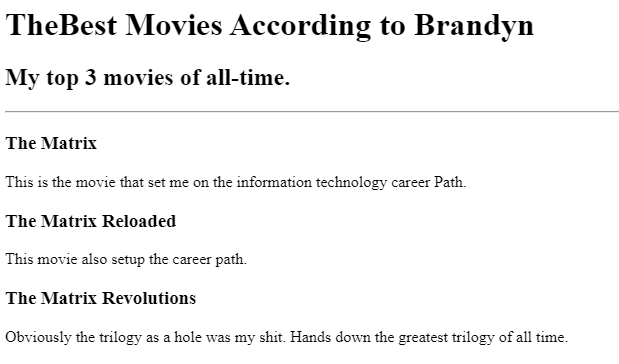 TheBest Movies According to Brandyn
My top 3 movies of all-time.
The Matrix
This is the movie that set me on the information technology career Path.
The Matrix Reloaded
This movie also setup the career path.
The Matrix Revolutions
Obviously the trilogy as a hole was my shit. Hands down the greatest trilogy of all time.